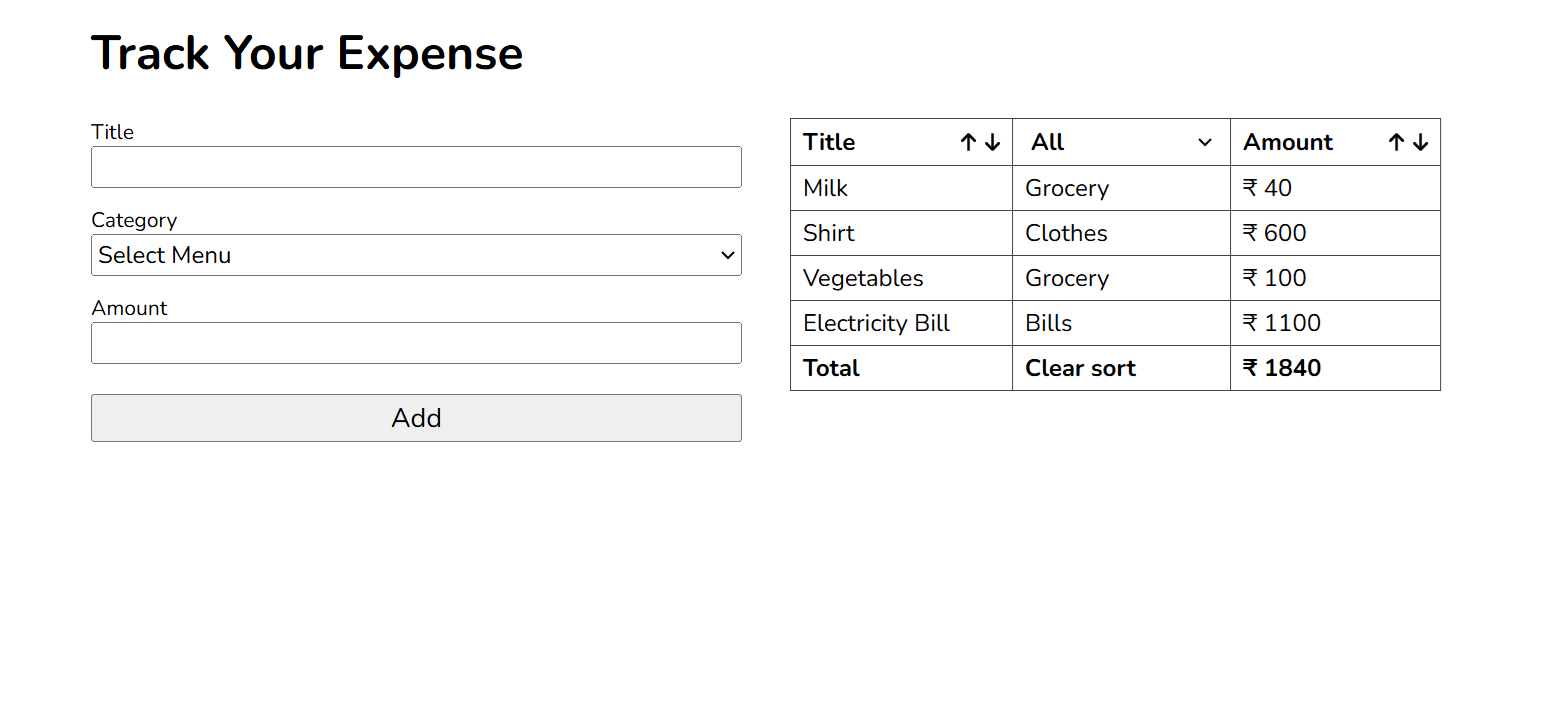 Track Your Expense
Title
Category
Select Menu
Amount
Add
Title ↑ ↓ All Amount ↑ ↓
Milk Grocery ₹ 40
Shirt Clothes ₹ 600
Vegetables Grocery ₹ 100
Electricity Bill Bills ₹ 1100
Total Clear sort ₹ 1840